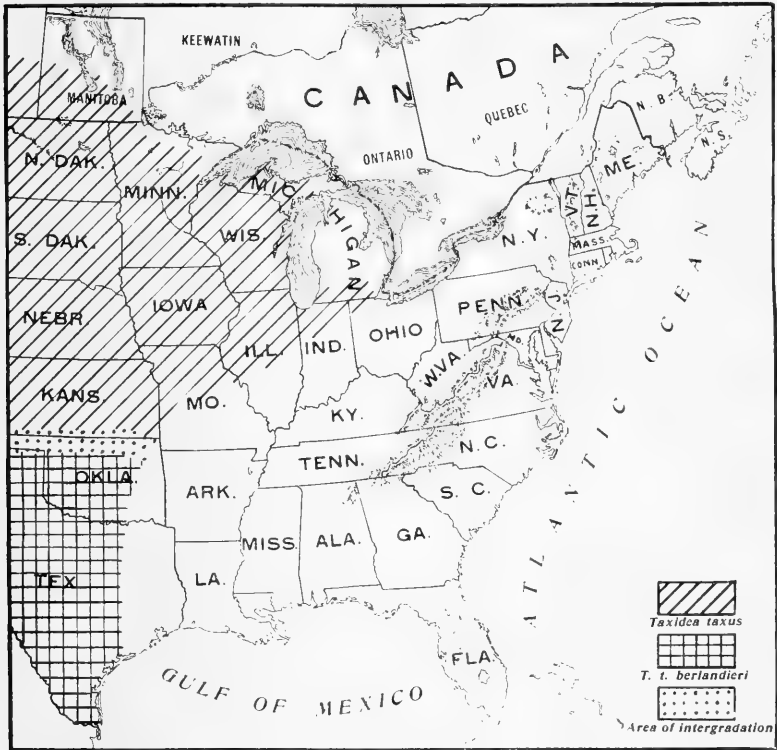 KEEWATIN
CANADA
MANITOBA
QUEBEC
N. B.
N. S.
ONTARIO
N. DAK.
MINN.
MICHIGAN
ME.
VT.
N.H.
S. DAK.
WIS.
N.Y.
MASS.
CONN.
NEBR.
IOWA
PENN.
N.J.
ILL.
IND.
OHIO
MD.
W.VA.
VA.
KANS.
MO.
KY.
OKLA.
TENN.
N.C.
ARK.
S. C.
MISS.
ALA.
GA.
TEX.
LA.
FLA.
ATLANTIC OCEAN
GULF OF MEXICO
Taxidea taxus
T. t. berlandieri
Area of intergradation